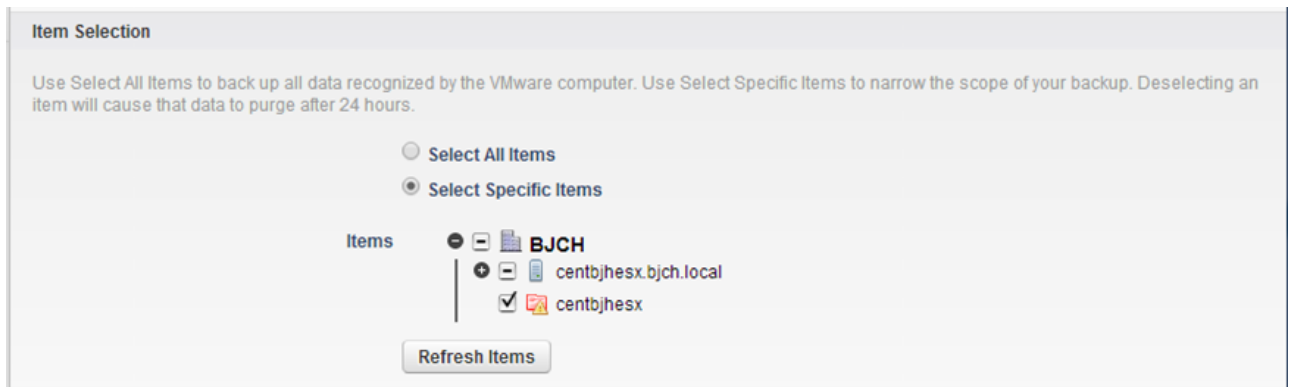 Item Selection
Use Select All Items to back up all data recognized by the VMware computer. Use Select Specific Items to narrow the scope of your backup. Deselecting an
item will cause that data to purge after 24 hours.
Select All Items
Select Specific Items
Items
BJCH
centbjhesx.bjch.local
centbjhesx
Refresh Items